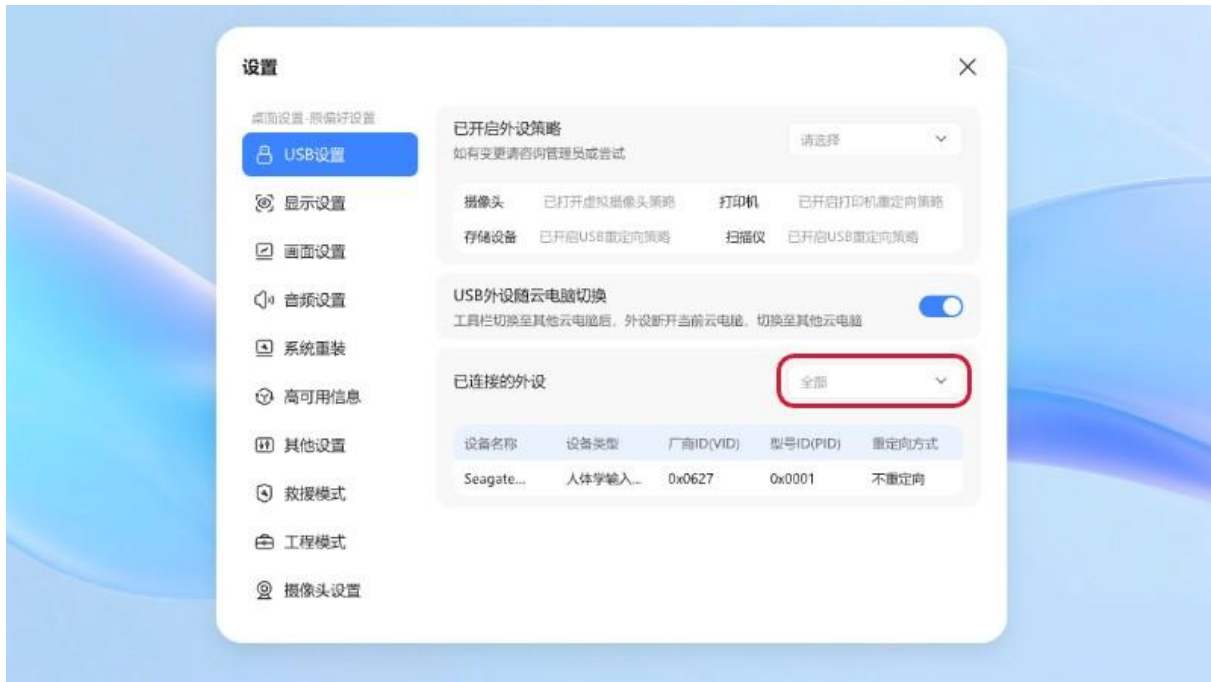 设置
桌面设置-原偏好设置
USB设置
显示设置
画面设置
音频设置
系统重装
高可用信息
其他设置
救援模式
工程模式
摄像头设置
已开启外设策略
请选择
如有变更请咨询管理员或尝试
摄像头 已打开虚拟摄像头策略 打印机 已开启打印机重定向策略
存储设备 已开启USB重定向策略 扫描仪 已开启USB重定向策略
USB外设随云电脑切换
工具栏切换至其他云电脑后，外设断开当前云电脑，切换至其他云电脑
已连接的外设 全部
设备名称 设备类型 厂商ID(VID) 型号ID(PID) 重定向方式
Seagate... 人体学输入... 0x0627 0x0001 不重定向